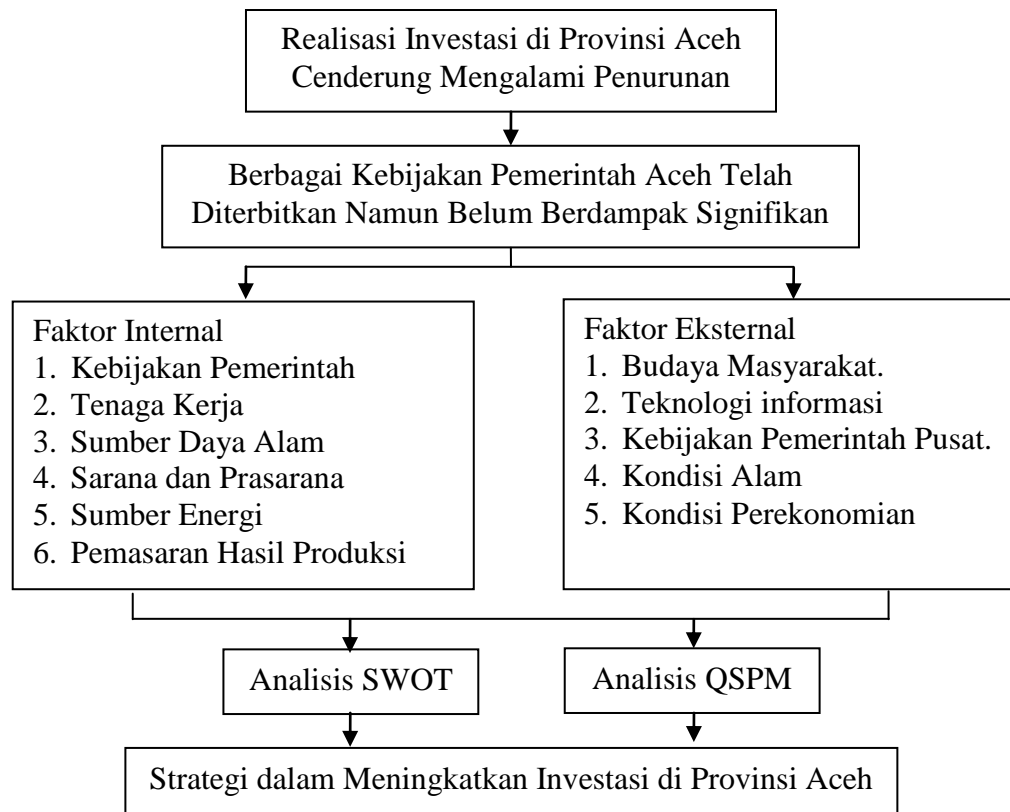 Realisasi Investasi di Provinsi Aceh
Cenderung Mengalami Penurunan
Berbagai Kebijakan Pemerintah Aceh Telah
Diterbitkan Namun Belum Berdampak Signifikan
Faktor Internal
1. Kebijakan Pemerintah
2. Tenaga Kerja
3. Sumber Daya Alam
4. Sarana dan Prasarana
5. Sumber Energi
6. Pemasaran Hasil Produksi
Faktor Eksternal
1. Budaya Masyarakat.
2. Teknologi informasi
3. Kebijakan Pemerintah Pusat.
4. Kondisi Alam
5. Kondisi Perekonomian
Analisis SWOT
Analisis QSPM
Strategi dalam Meningkatkan Investasi di Provinsi Aceh